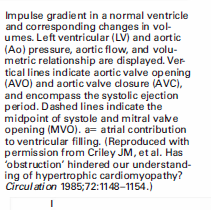 Impulse gradient in a normal ventricle
and corresponding changes in vol-
umes. Left ventricular (LV) and aortic
(Ao) pressure, aortic flow, and volu-
metric relationship are displayed. Ver-
tical lines indicate aortic valve opening
(AVO) and aortic valve closure (AVC),
and encompass the systolic ejection
period. Dashed lines indicate the
midpoint of systole and mitral valve
opening (MVO). a= atrial contribution
to ventricular filling. (Reproduced with
permission from Criley JM, et al. Has
'obstruction' hindered our understand-
ing of hypertrophic cardiomyopathy?
Circulation 1985;72:1148–1154.)